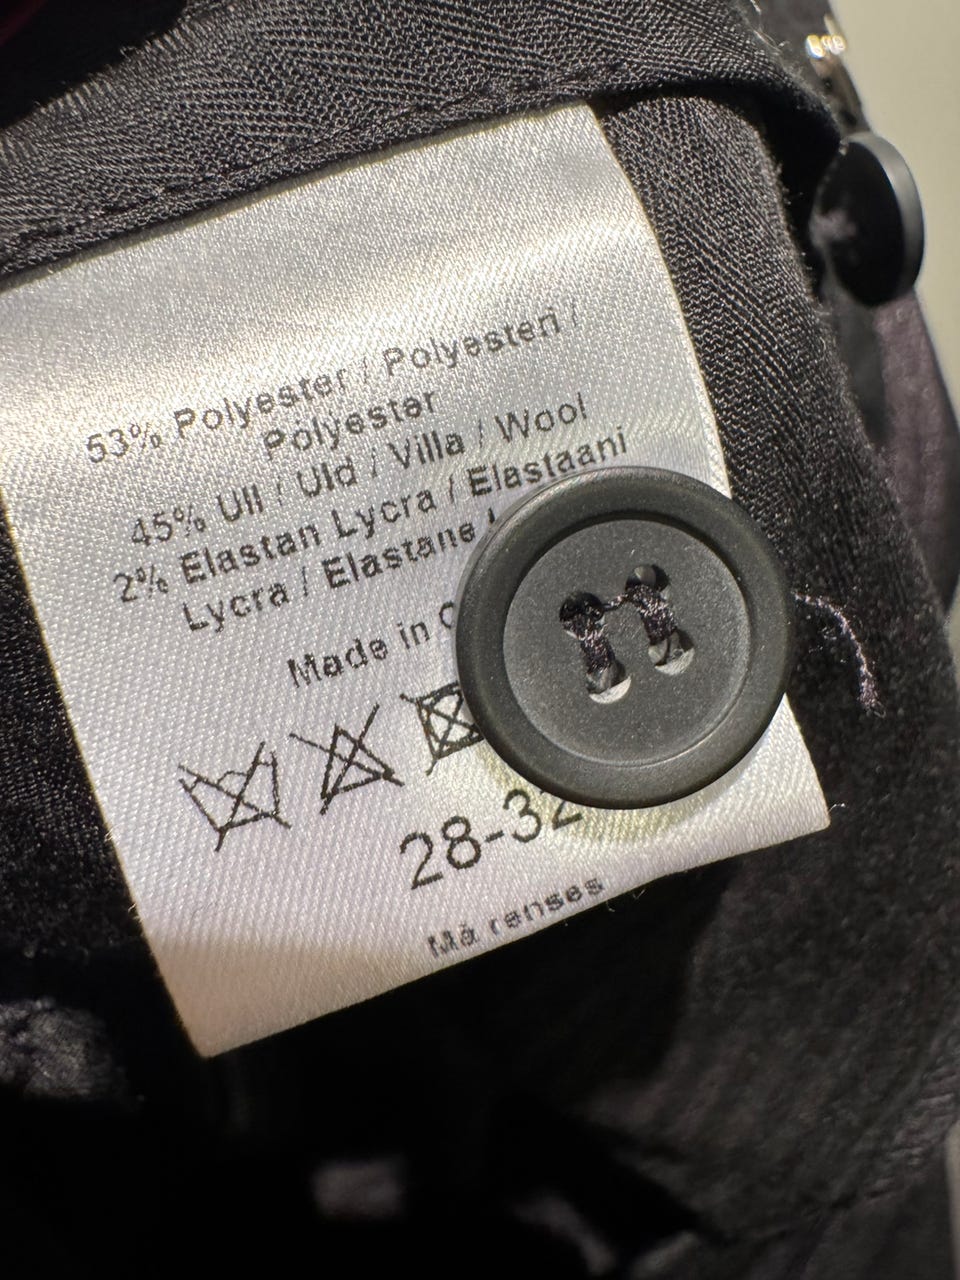 53% Polyester / Polyesteri /
Polyester
45% Ull / Uld / Villa / Wool
2% Elastan Lycra / Elastaani
Lycra / Elastane
Made in
28-32
Må renses